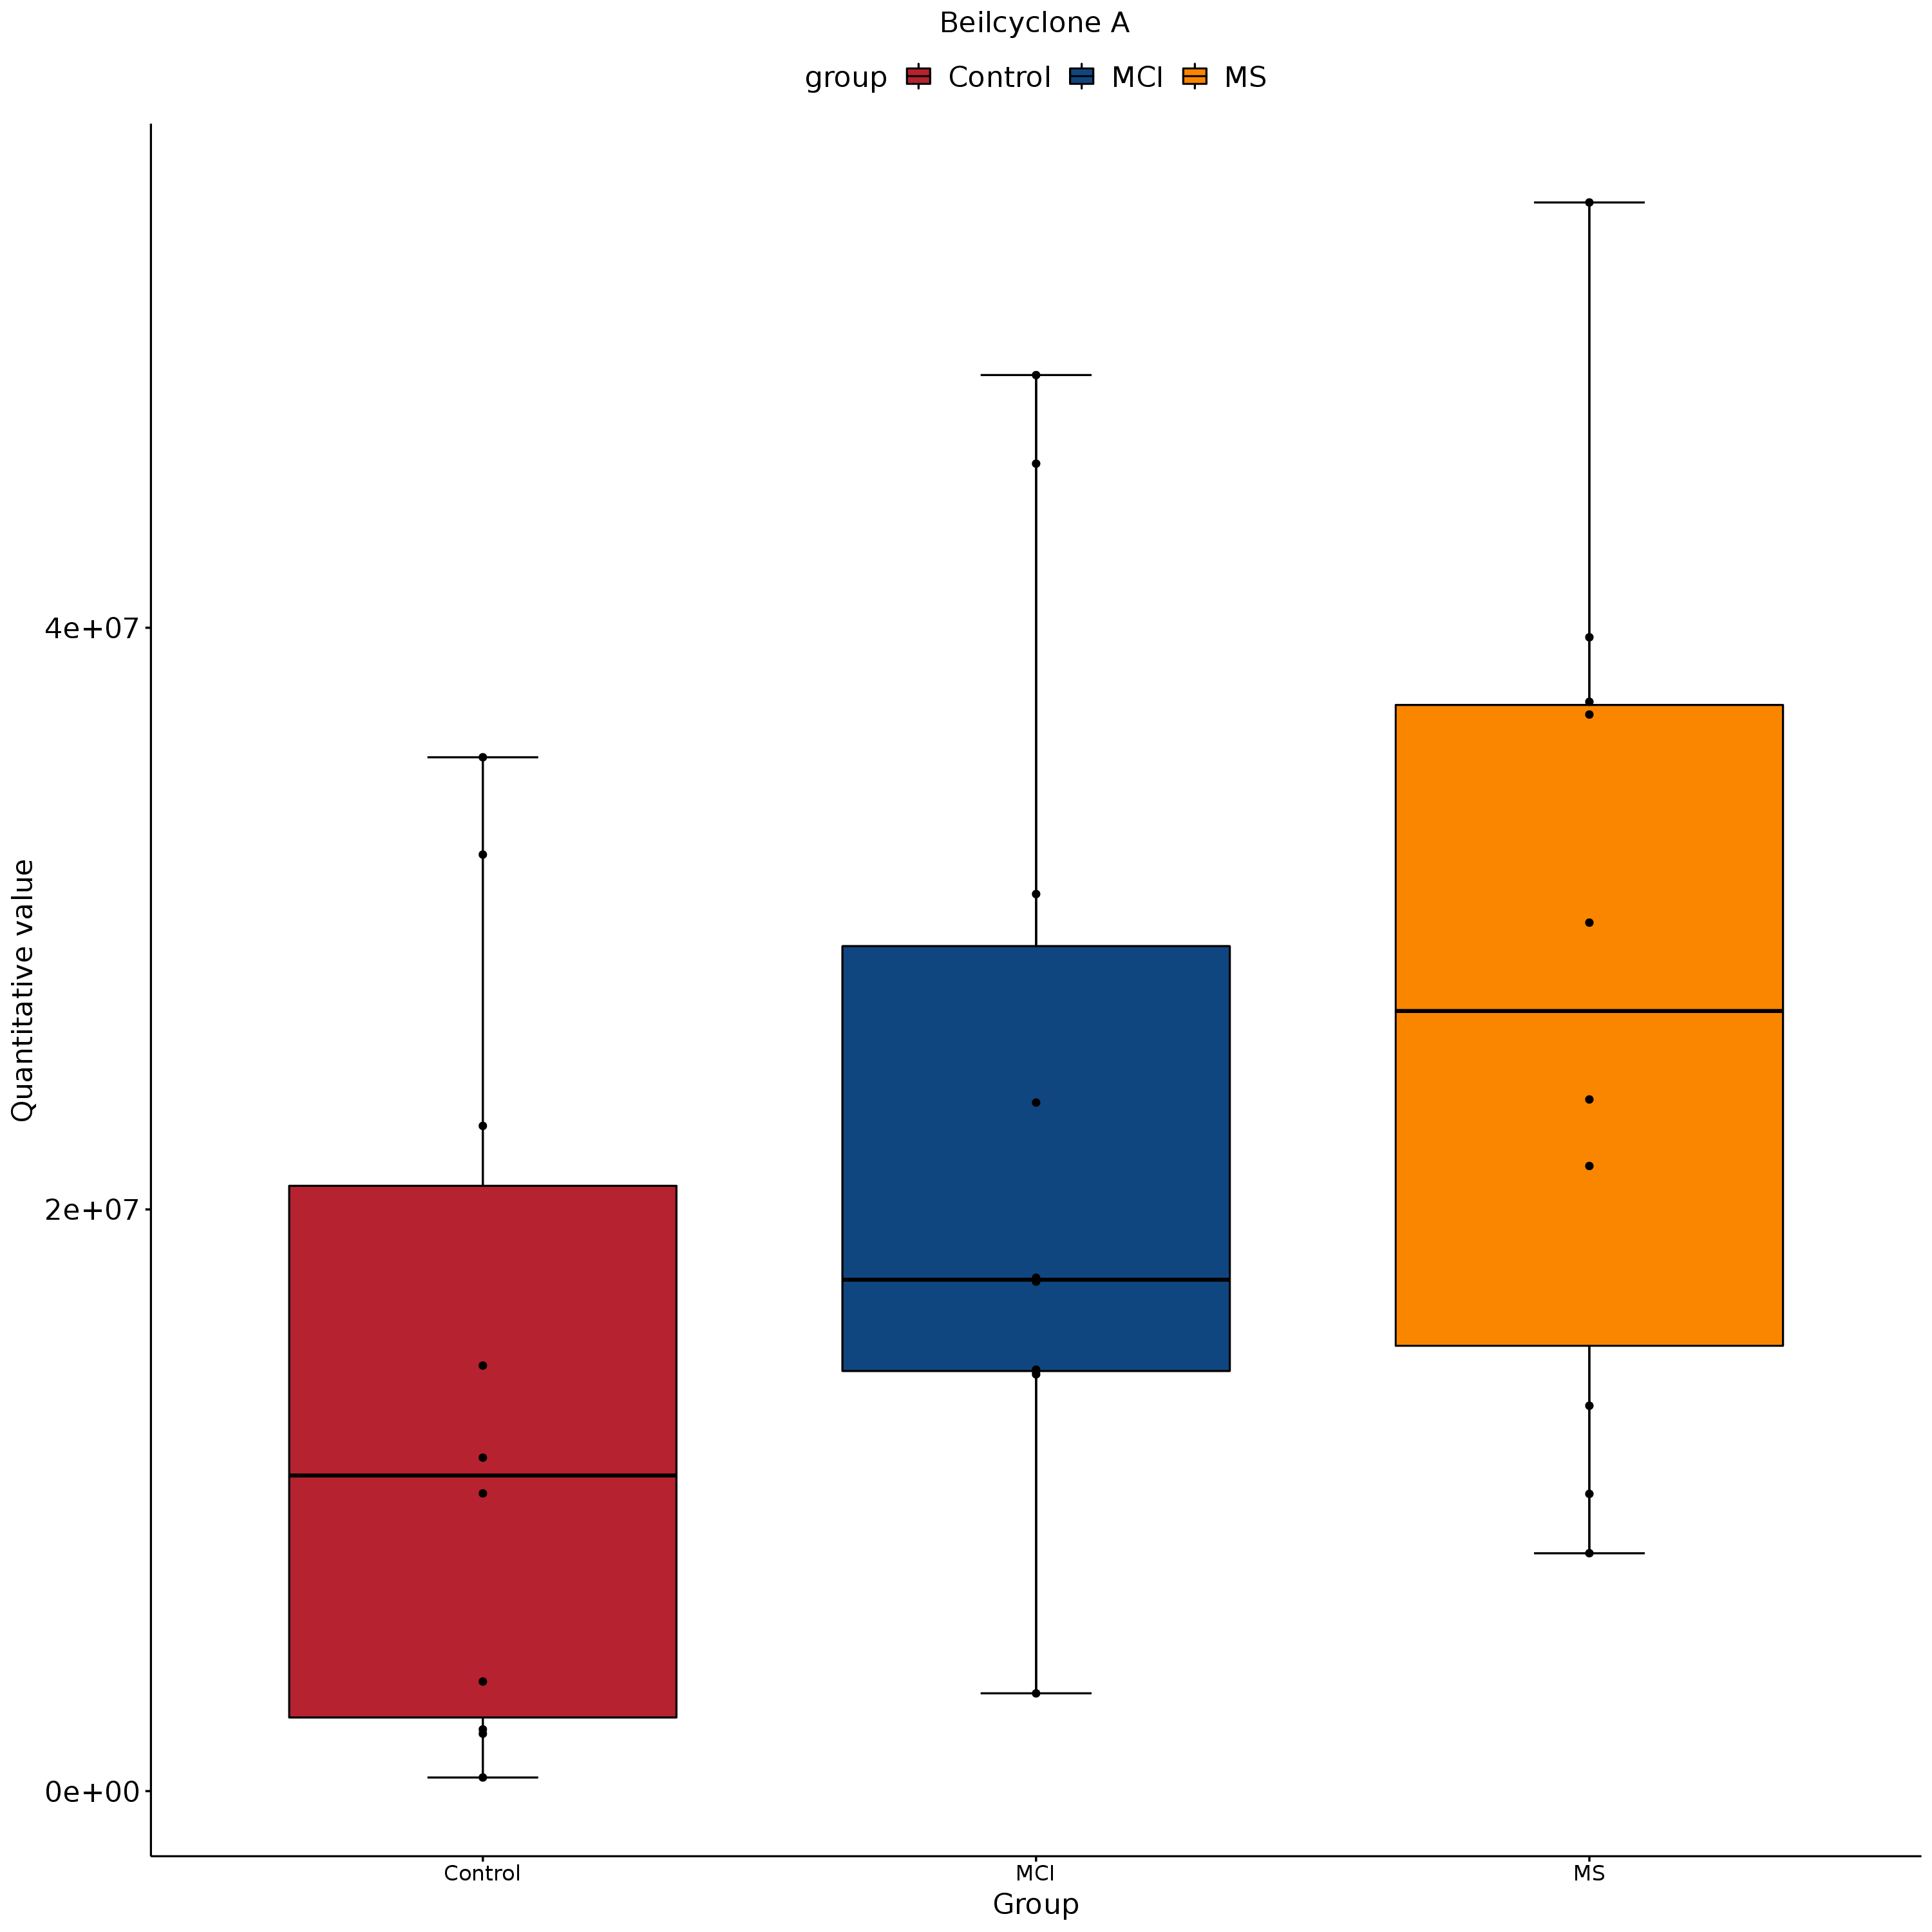 Beilcyclone A
group Control MCI MS
Quantitative value
4e+07
2e+07
0e+00
Control MCI MS
Group